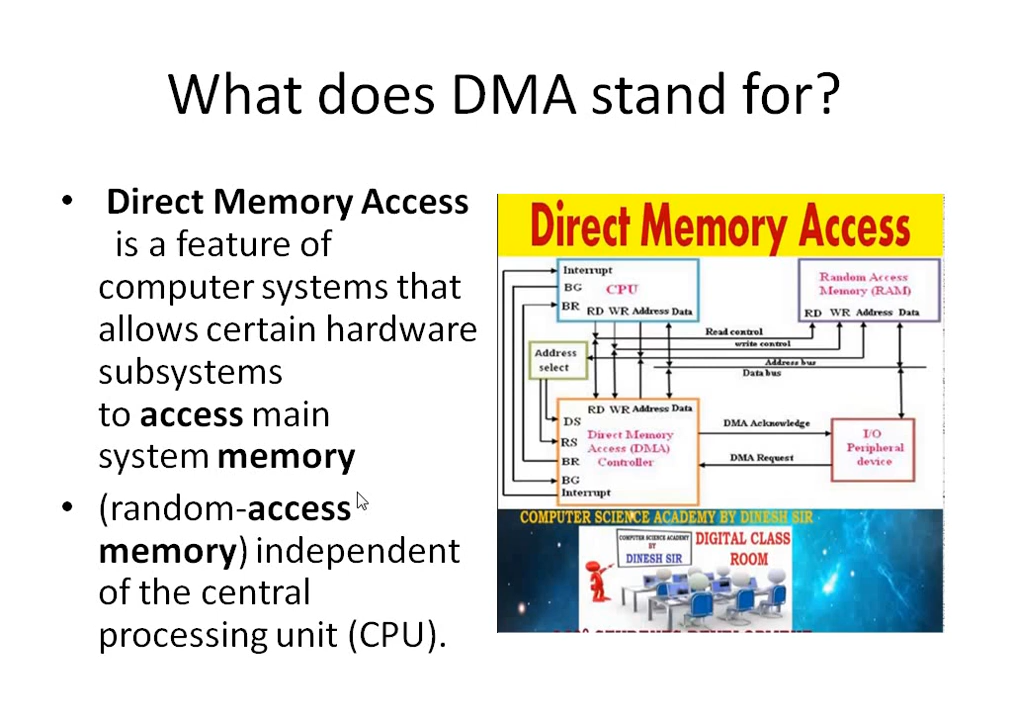 What does DMA stand for?
• Direct Memory Access
is a feature of
computer systems that
allows certain hardware
subsystems
to access main
system memory
• (random-access
memory) independent
of the central
processing unit (CPU).
Direct Memory Access
Interrupt
CPU
BG
BR
RD WR Address Data
Random Access
Memory (RAM)
RD WR Address Data
Read control
write control
Address bus
Data bus
Address
select
RD WR Address Data
DS
RS
BR
BG
Interrupt
Direct Memory
Access (DMA)
Controller
DMA Acknowledge
DMA Request
I/O
Peripheral
device
COMPUTER SCIENCE ACADEMY BY DINESH SIR
COMPUTER SCIENCE ACADEMY
BY
DINESH SIR
DIGITAL CLASS
ROOM
STUDENTS DEVELOPMENT